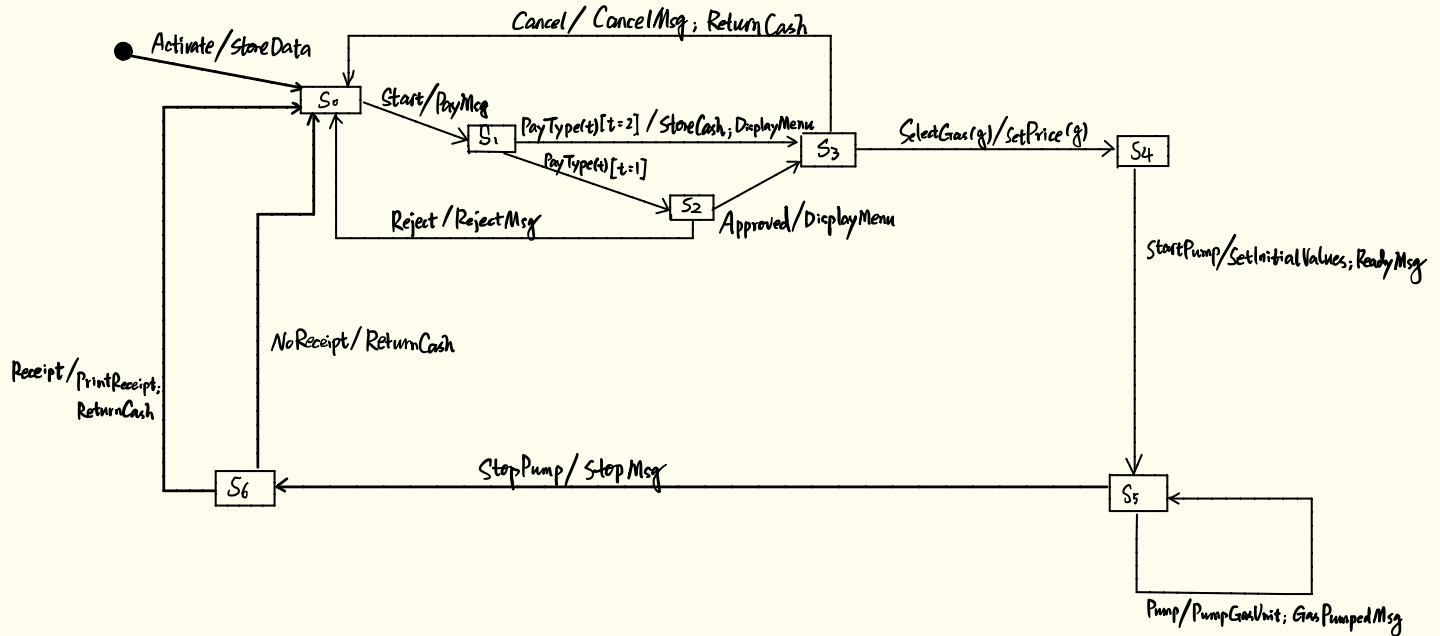 Cancel / CancelMsg; ReturnCash
Activate/StoreData
S0
Start/PayMsg
S1
PayType(t)[t=2] / StoreCash; DisplayMenu
S3
SelectGas(g)/SetPrice(g)
S4
PayType(t)[t=1]
S2
Reject / RejectMsg
Approved/DisplayMenu
StartPump/SetInitialValues; ReadyMsg
NoReceipt/ReturnCash
Receipt/PrintReceipt;
ReturnCash
StopPump / StopMsg
S6
S5
Pump/PumpGasUnit; GasPumpedMsg